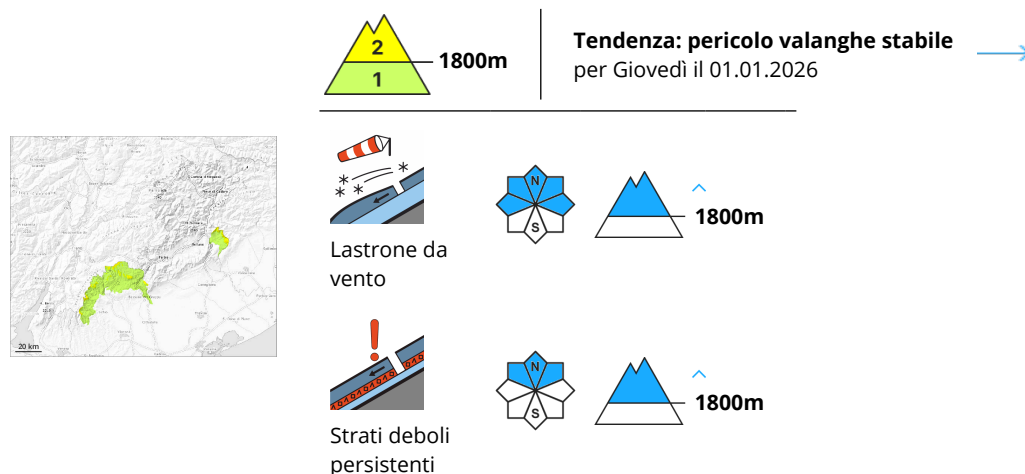 2
1
1800m
Tendenza: pericolo valanghe stabile
per Giovedì il 01.01.2026
20 km
N
S
1800m
Lastrone da
vento
N
S
1800m
Strati deboli
persistenti